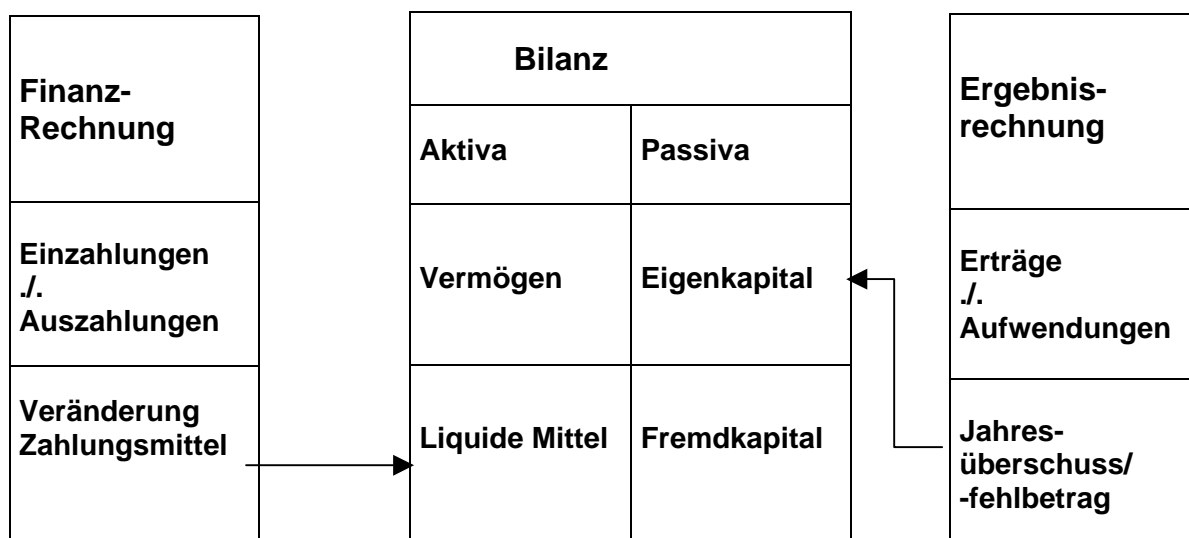 Finanz-
Rechnung
Einzahlungen
./.
Auszahlungen
Veränderung
Zahlungsmittel
Bilanz
Aktiva
Passiva
Vermögen
Eigenkapital
Liquide Mittel
Fremdkapital
Ergebnis-
rechnung
Erträge
./.
Aufwendungen
Jahres-
überschuss/
-fehlbetrag